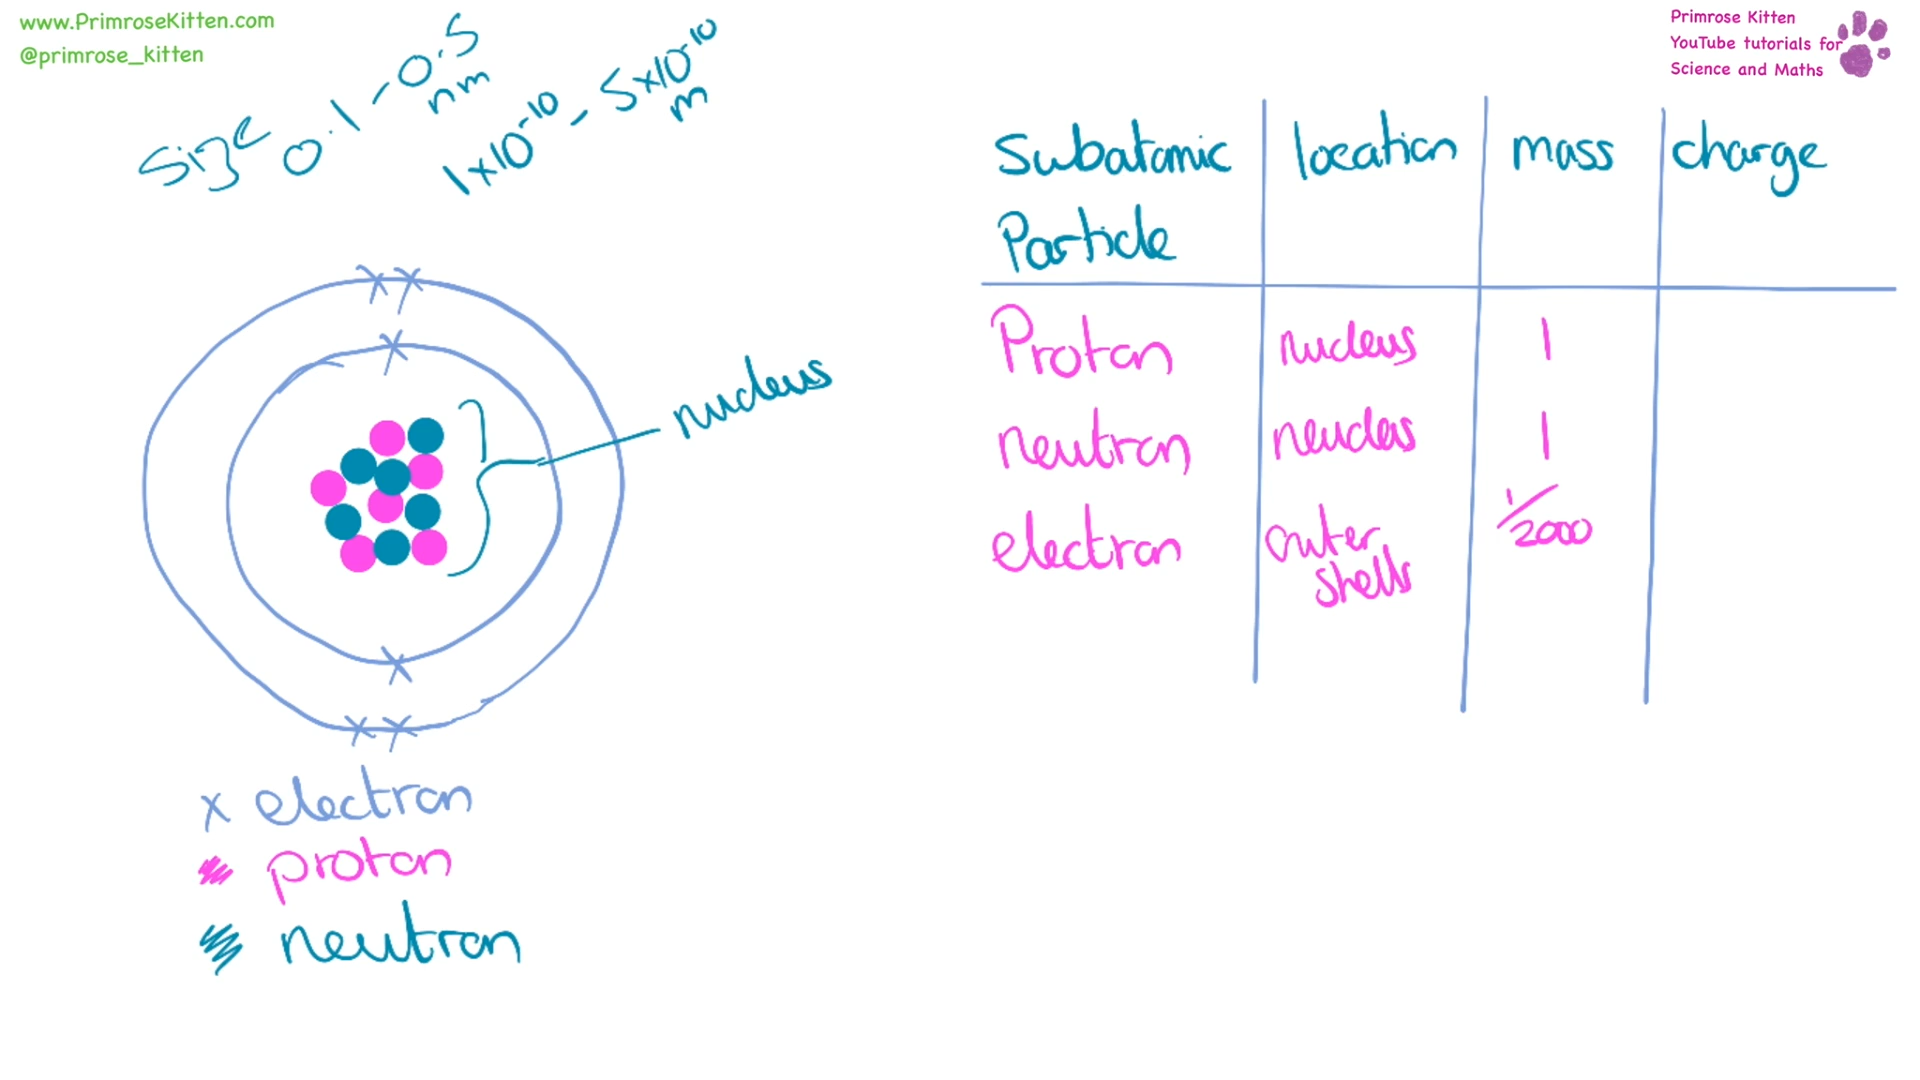 www.PrimroseKitten.com
@primrose_kitten
Size 0.1 - 0.5 nm
1x10⁻¹⁰ - 5x10⁻¹⁰ m
Primrose Kitten
YouTube tutorials for
Science and Maths
nucleus
x electron
proton
neutron
Subatomic Particle | location | mass | charge
Proton | nucleus | 1
neutron | neucleus | 1
electron | outer shells | 1/2000